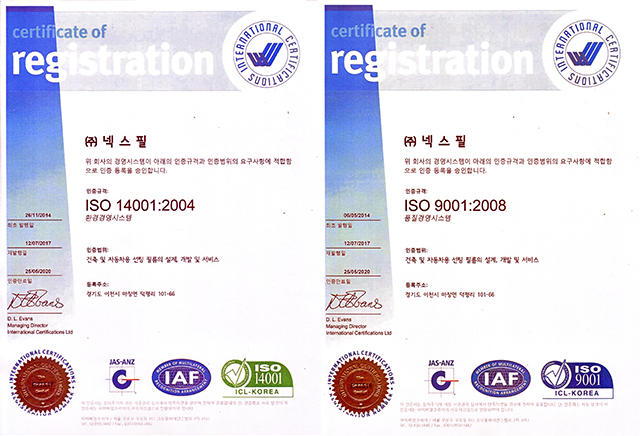 certificate of
registration
INTERNATIONAL CERTIFICATIONS
㈜ 넥스필
위 회사의 경영시스템이 아래의 인증규격과 인증범위의 요구사항에 적합함
으로 인증 등록을 승인합니다.
인증규격:
ISO 14001:2004
환경경영시스템
26/11/2014
최초 발행일
12/07/2017
재발행일
25/05/2020
인증만료일
인증범위:
건축 및 자동차용 선팅 필름의 설계, 개발 및 서비스
등록주소:
경기도 이천시 마장면 덕평리 101-66
D. L. Evans
Managing Director
International Certifications Ltd
INTERNATIONAL CERTIFICATIONS
JAS-ANZ
MEMBER OF MULTILATERAL
IAF
RECOGNITION ARRANGEMENT
ISO
14001
ICL-KOREA
certificate of
registration
INTERNATIONAL CERTIFICATIONS
㈜ 넥스필
위 회사의 경영시스템이 아래의 인증규격과 인증범위의 요구사항에 적합함
으로 인증 등록을 승인합니다.
인증규격:
ISO 9001:2008
품질경영시스템
06/05/2014
최초 발행일
12/07/2017
재발행일
25/05/2020
인증만료일
인증범위:
건축 및 자동차용 선팅 필름의 설계, 개발 및 서비스
등록주소:
경기도 이천시 마장면 덕평리 101-66
D. L. Evans
Managing Director
International Certifications Ltd
INTERNATIONAL CERTIFICATIONS
JAS-ANZ
MEMBER OF MULTILATERAL
IAF
RECOGNITION ARRANGEMENT
ISO
9001
ICL-KOREA